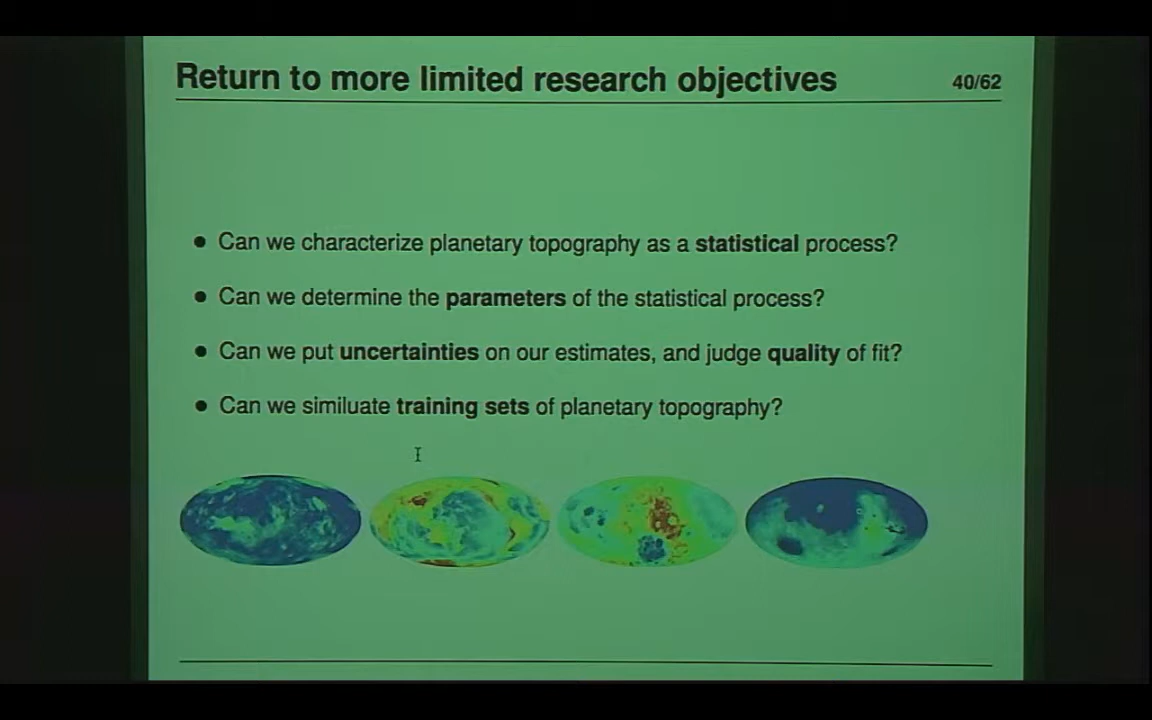 Return to more limited research objectives
40/62
• Can we characterize planetary topography as a statistical process?
• Can we determine the parameters of the statistical process?
• Can we put uncertainties on our estimates, and judge quality of fit?
• Can we similuate training sets of planetary topography?